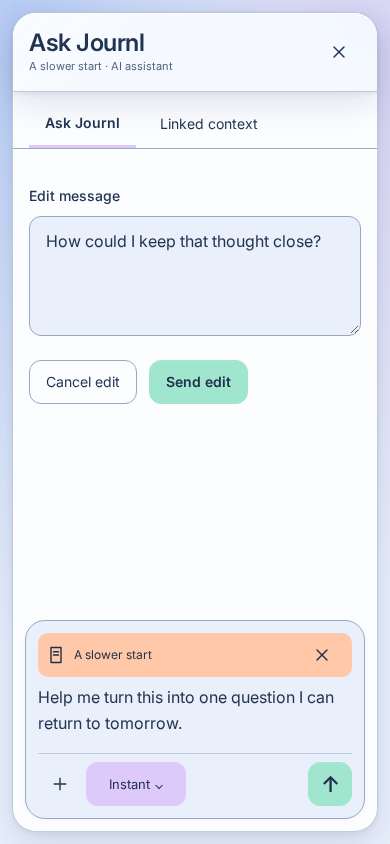 Ask Journl
A slower start · AI assistant
Ask Journl
Linked context
Edit message
How could I keep that thought close?
Cancel edit
Send edit
A slower start
Help me turn this into one question I can
return to tomorrow.
Instant